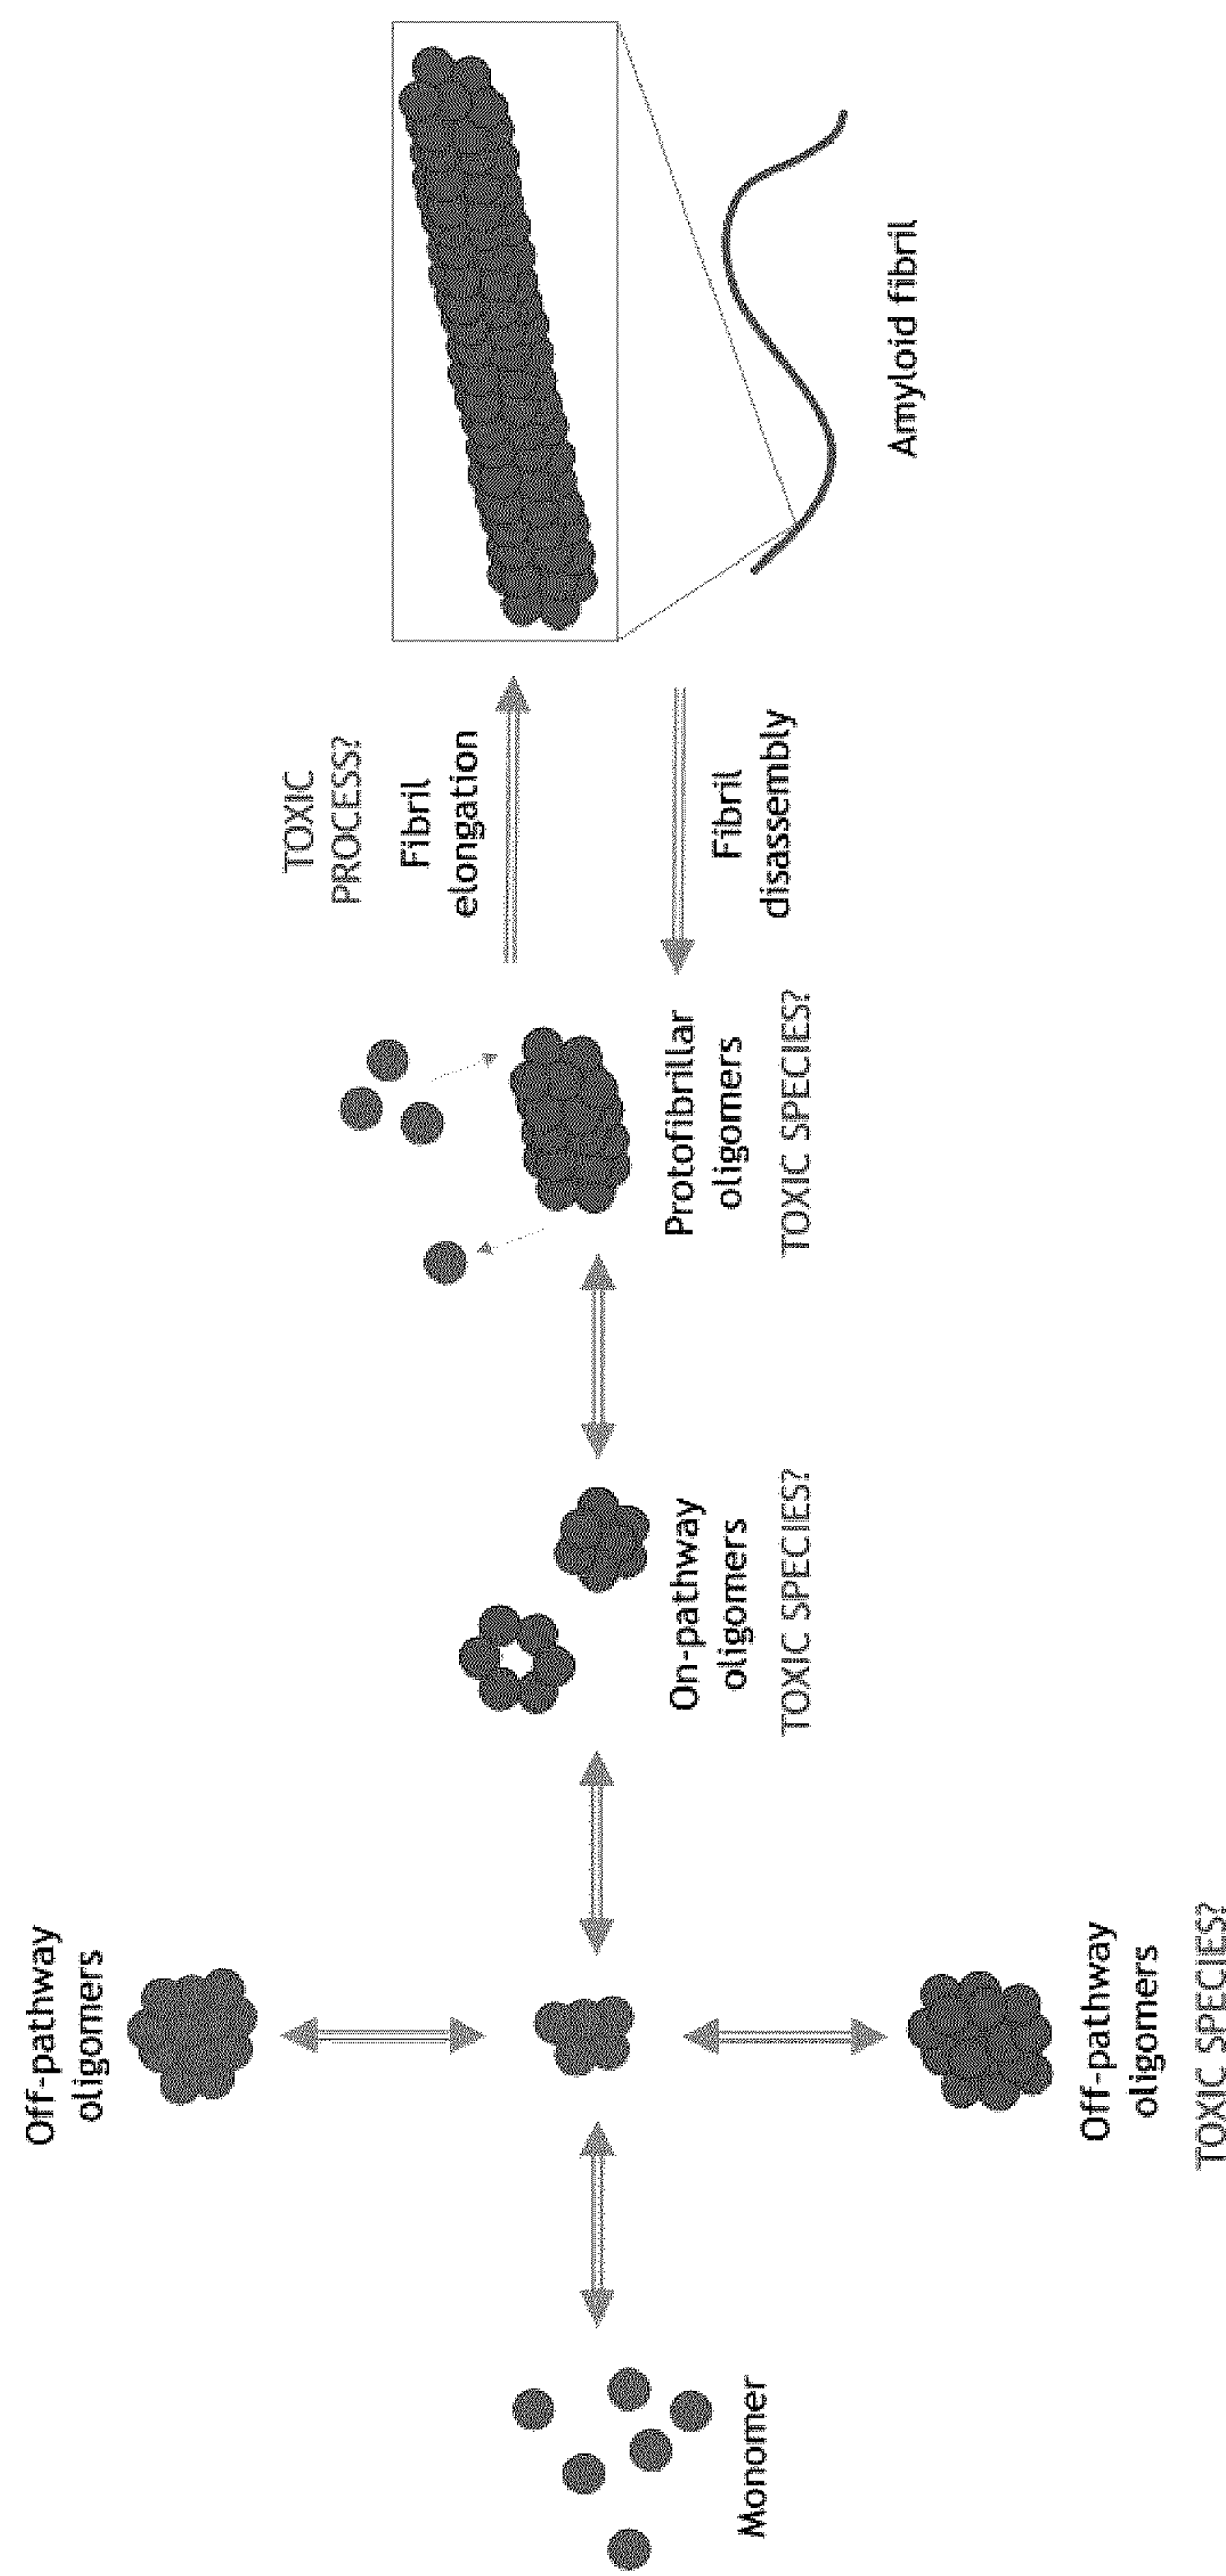 Monomer
Off-pathway
oligomers
Off-pathway
oligomers
TOXIC SPECIES?
On-pathway
oligomers
TOXIC SPECIES?
Protofibrillar
oligomers
TOXIC SPECIES?
TOXIC
PROCESS?
Fibril
elongation
Fibril
disassembly
Amyloid fibril